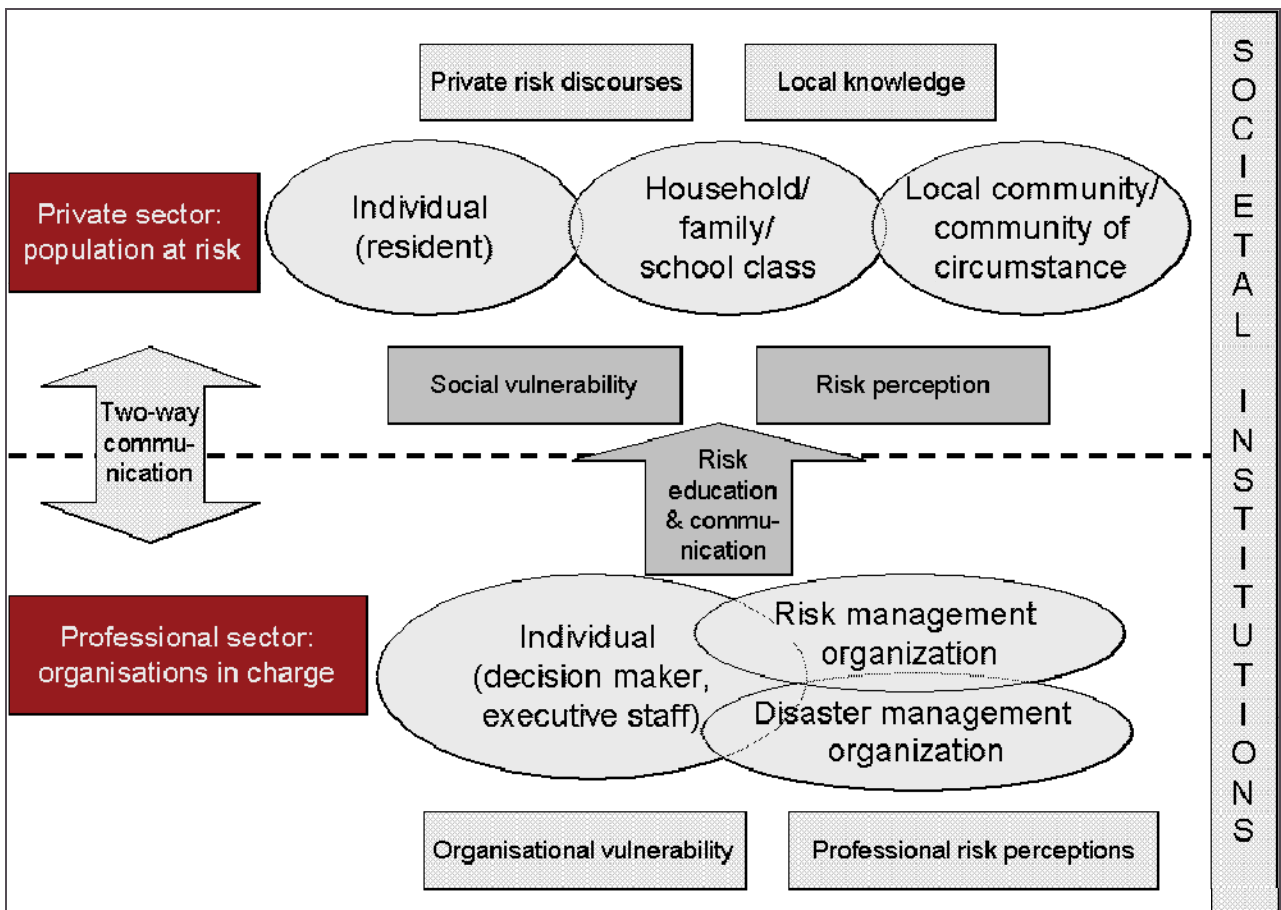 Private risk discourses
Local knowledge
Private sector:
population at risk
Individual
(resident)
Household/
family/
school class
Local community/
community of
circumstance
Social vulnerability
Risk perception
Two-way
commu-
nication
Risk
education
& commu-
nication
Professional sector:
organisations in charge
Individual
(decision maker,
executive staff)
Risk management
organization
Disaster management
organization
Organisational vulnerability
Professional risk perceptions
SOCIETAL INSTITUTIONS